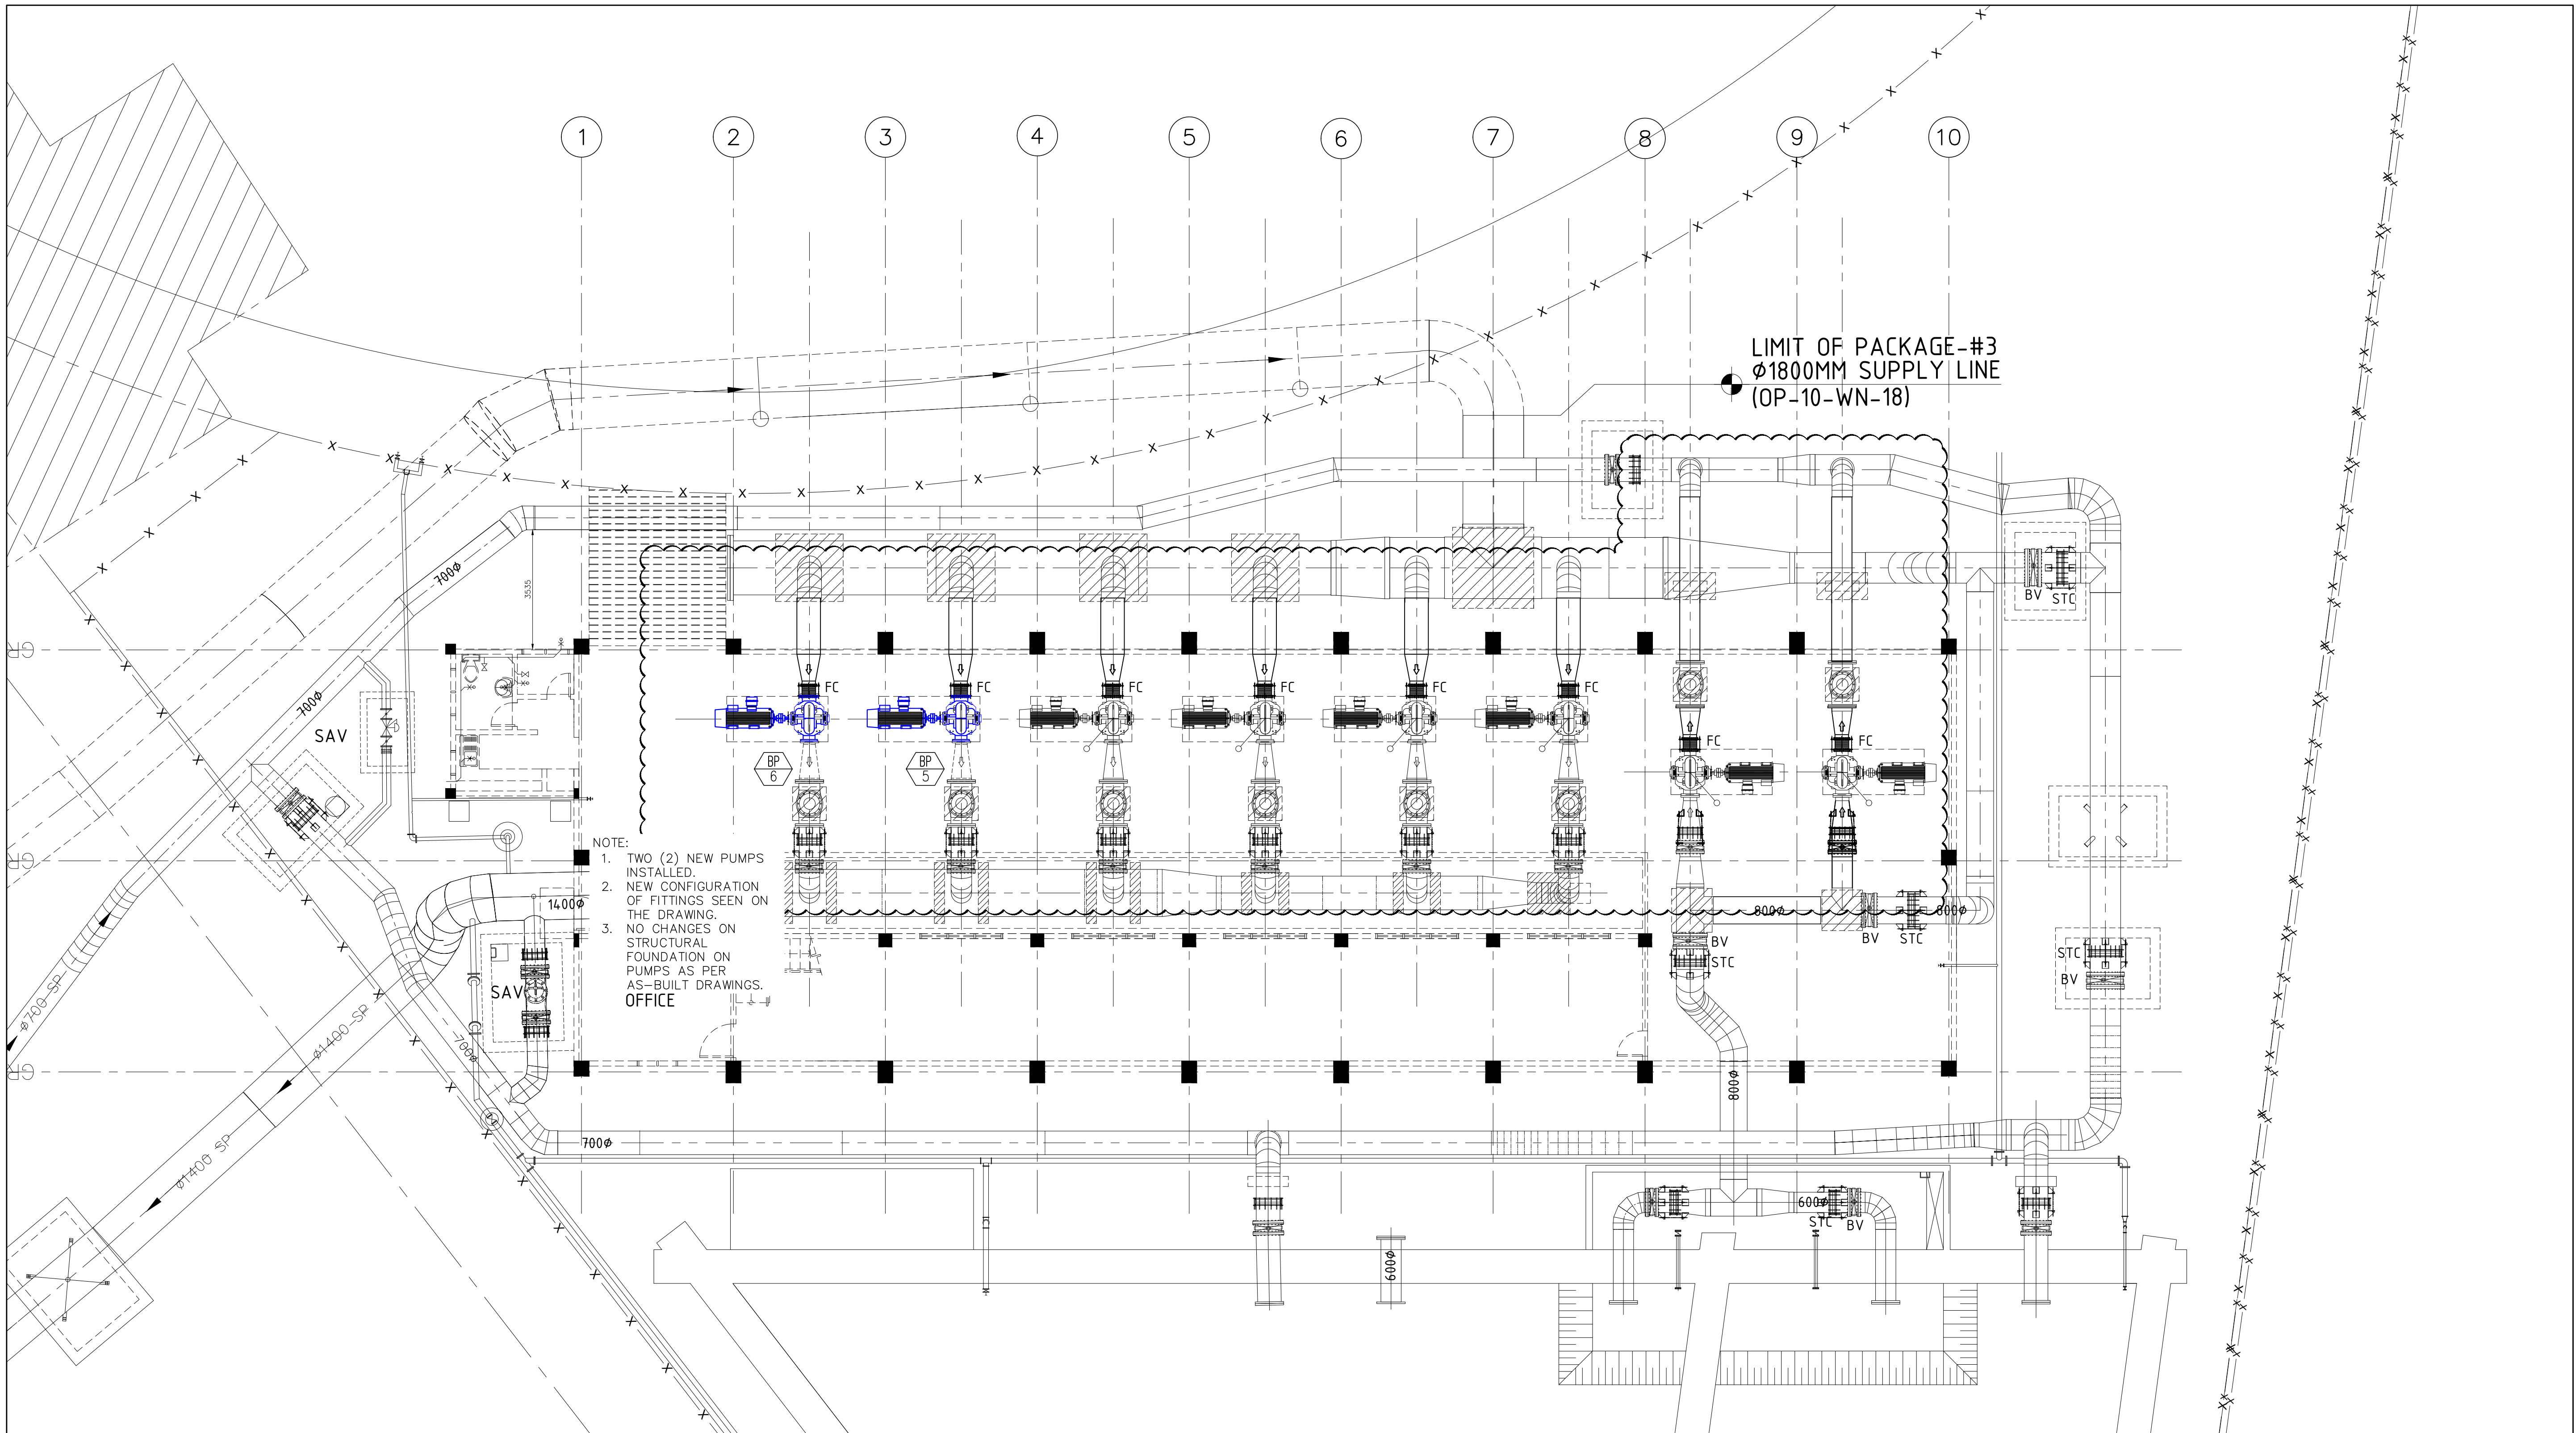 1
2
3
4
5
6
7
8
9
10
LIMIT OF PACKAGE-#3
Ø1800MM SUPPLY LINE
(OP-10-WN-18)
700Ø
3535
BV
STC
GR
700Ø
SAV
FC
FC
FC
FC
FC
FC
FC
FC
BP
6
BP
5
NOTE:
1. TWO (2) NEW PUMPS
INSTALLED.
2. NEW CONFIGURATION
OF FITTINGS SEEN ON
THE DRAWING.
3. NO CHANGES ON
STRUCTURAL
FOUNDATION ON
PUMPS AS PER
AS-BUILT DRAWINGS.
OFFICE
GR
1400Ø
800Ø
800Ø
BV
STC
BV
STC
STC
BV
SAV
Ø700 SP
Ø1400 SP
700Ø
GR
800Ø
700Ø
Ø1400 SP
600Ø
STC
BV
600Ø